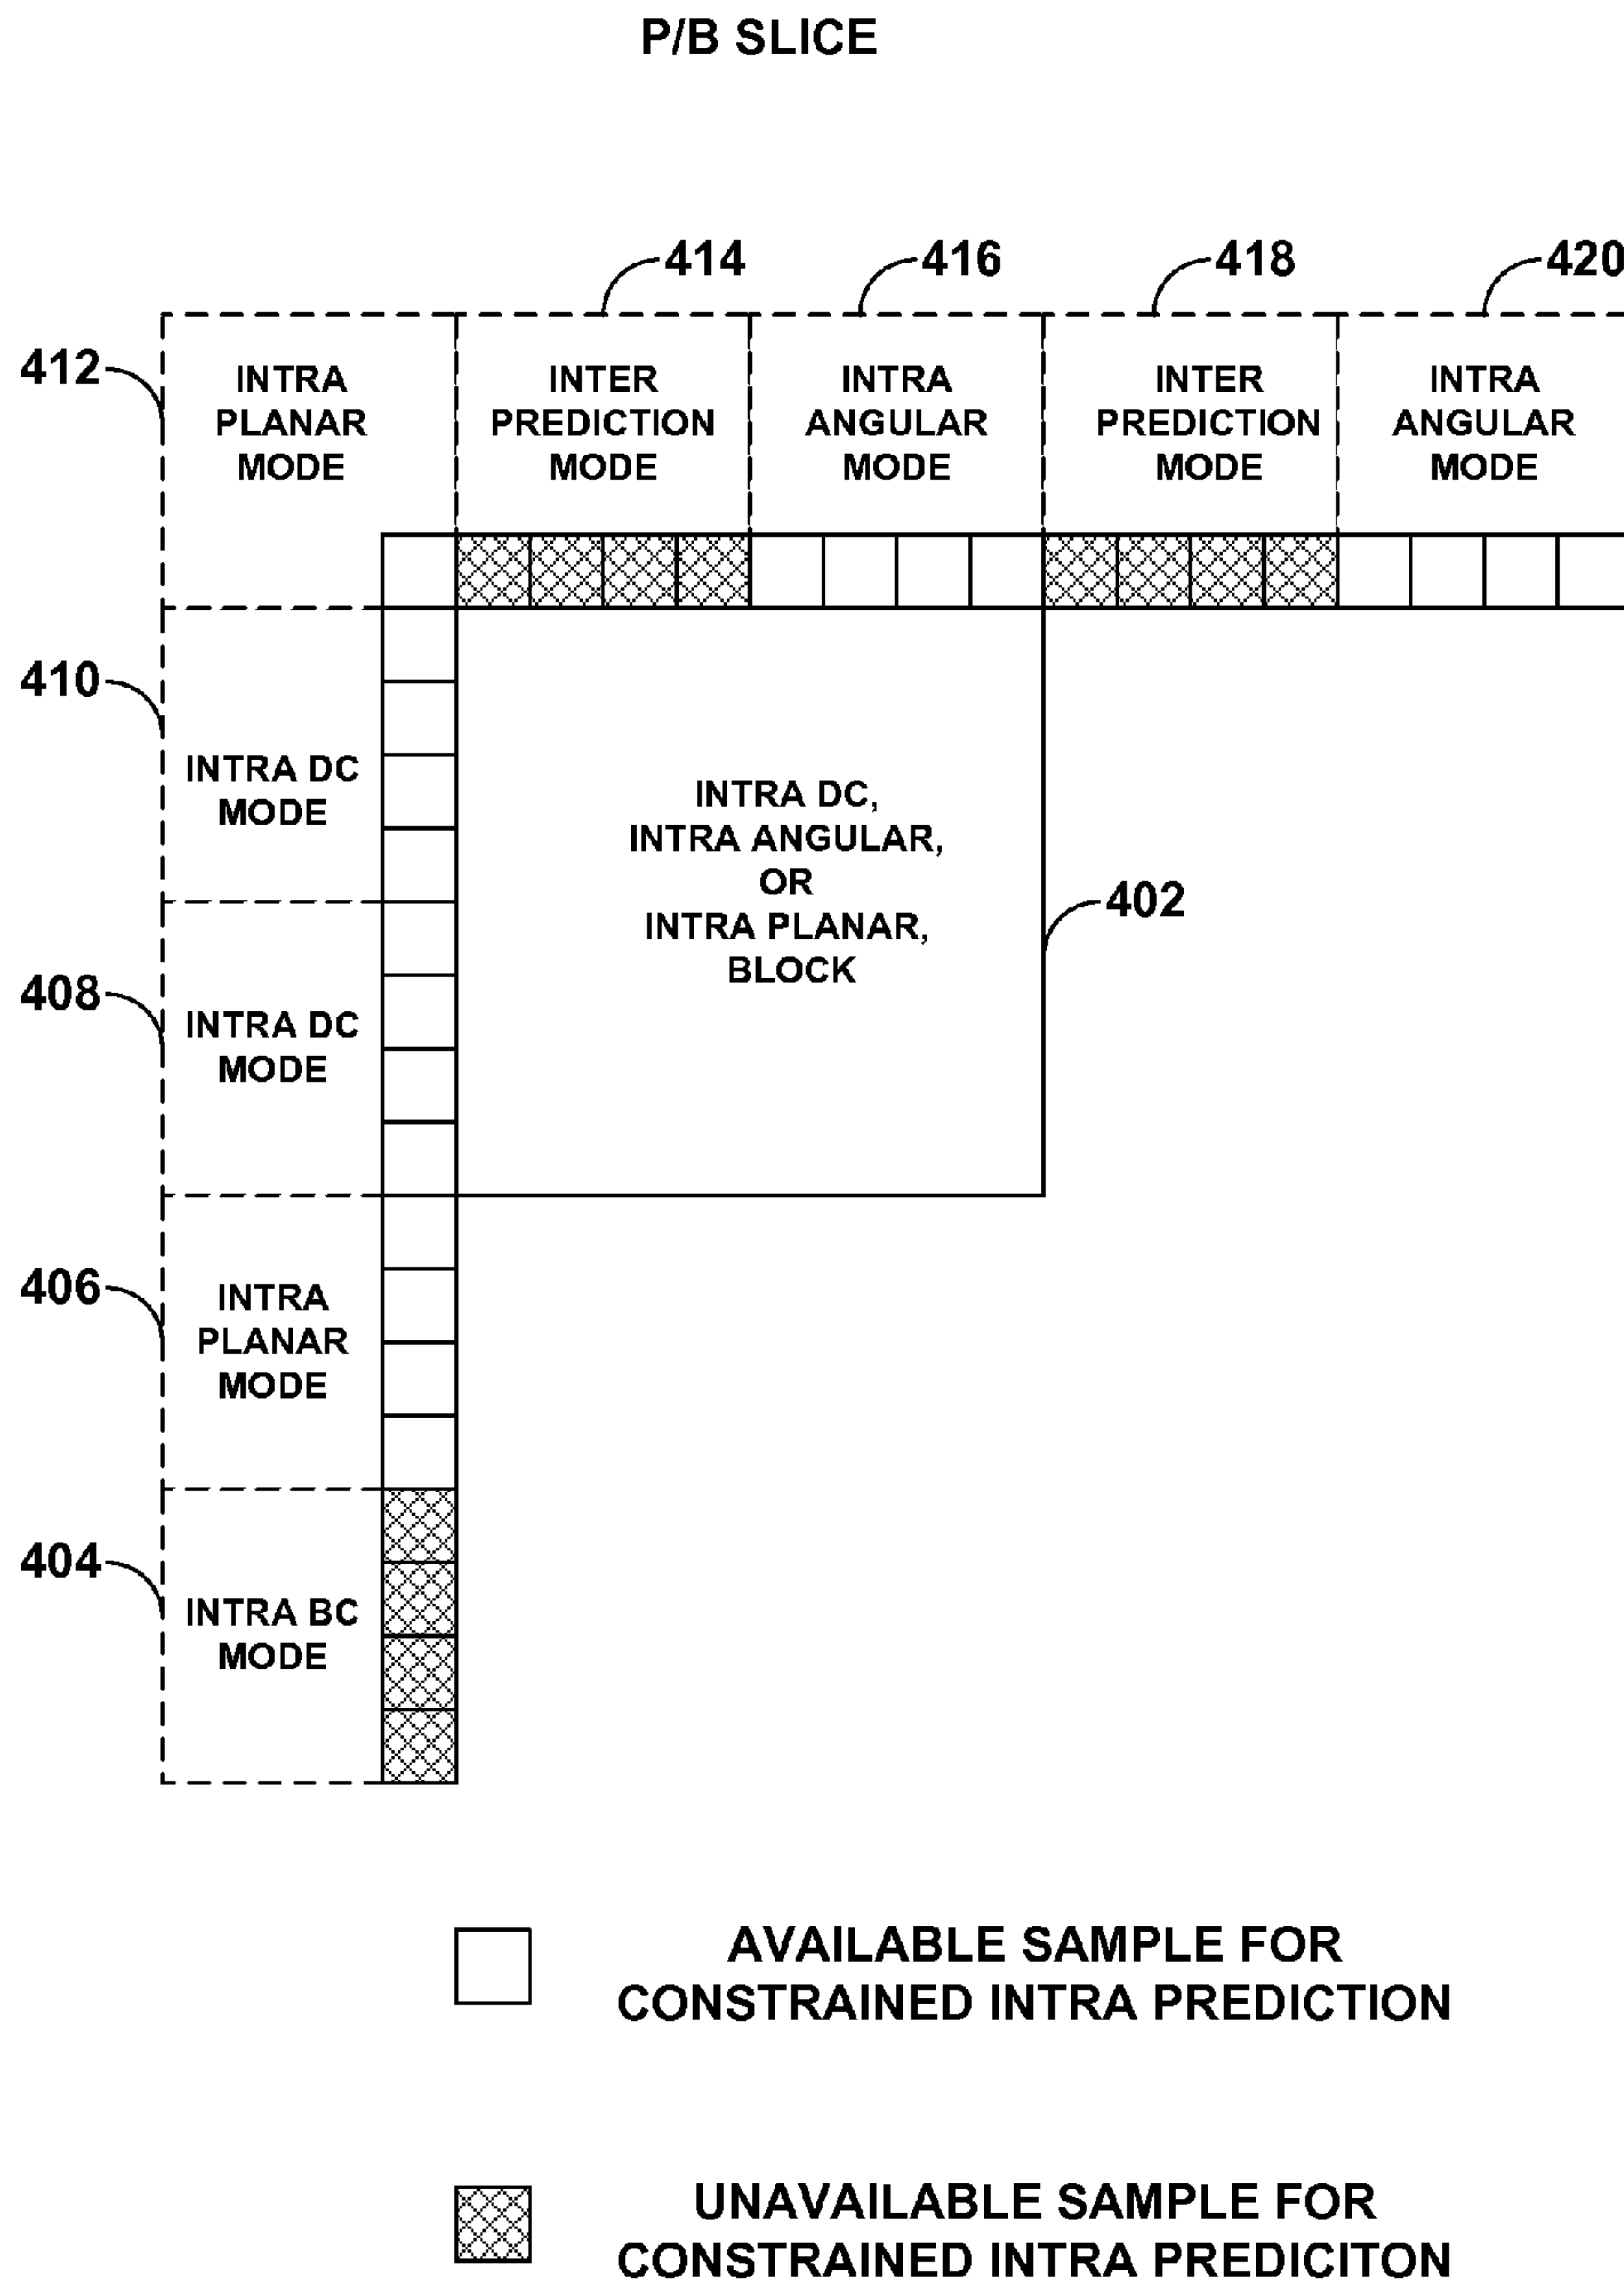 P/B SLICE
414
416
418
420
412
INTRA
PLANAR
MODE
INTER
PREDICTION
MODE
INTRA
ANGULAR
MODE
INTER
PREDICTION
MODE
INTRA
ANGULAR
MODE
410
INTRA DC
MODE
INTRA DC,
INTRA ANGULAR,
OR
INTRA PLANAR,
BLOCK
402
408
INTRA DC
MODE
406
INTRA
PLANAR
MODE
404
INTRA BC
MODE
AVAILABLE SAMPLE FOR
CONSTRAINED INTRA PREDICTION
UNAVAILABLE SAMPLE FOR
CONSTRAINED INTRA PREDICITON